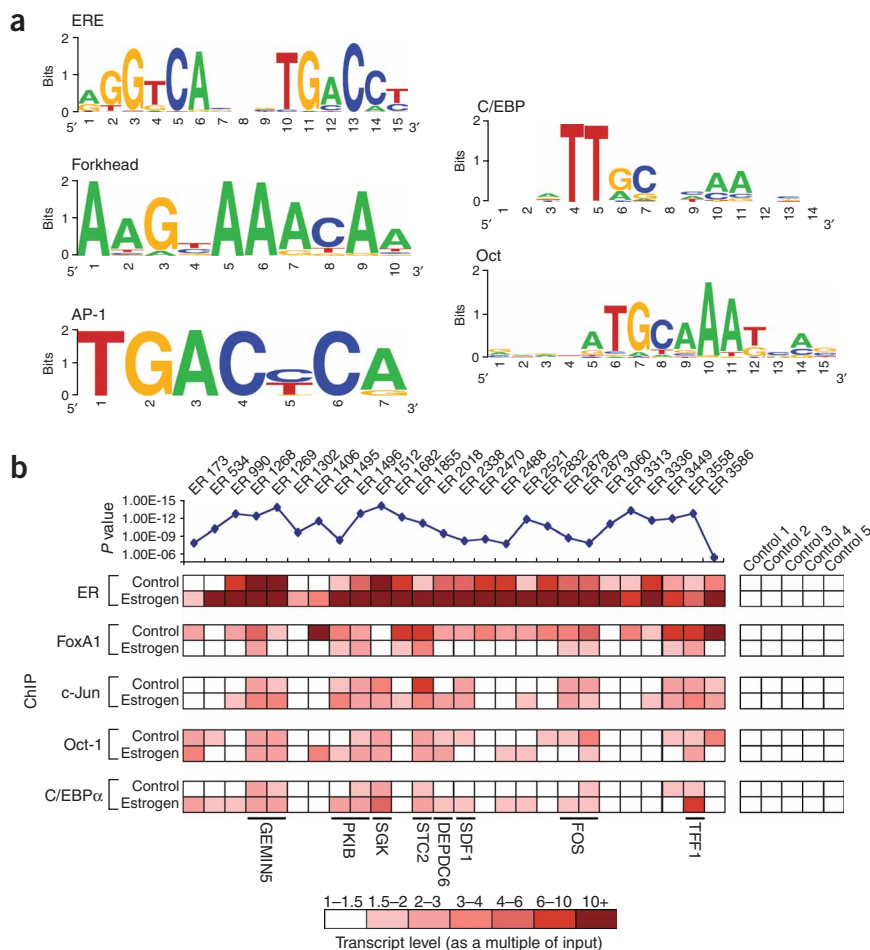 a
ERE
Bits
2
1
0
AGGTCA TGACCT
5′ 1 2 3 4 5 6 7 8 9 10 11 12 13 14 15 3′
Forkhead
Bits
2
1
0
AAGTAAACAA
5′ 1 2 3 4 5 6 7 8 9 10 3′
AP-1
Bits
2
1
0
TGACCCA
5′ 1 2 3 4 5 6 7 3′
C/EBP
Bits
2
1
0
TTGC AA
5′ 1 2 3 4 5 6 7 8 9 10 11 12 13 14 3′
Oct
Bits
2
1
0
ATGCAAAT A
5′ 1 2 3 4 5 6 7 8 9 10 11 12 13 14 15 3′
b
ER 173
ER 534
ER 990
ER 1268
ER 1269
ER 1302
ER 1406
ER 1495
ER 1496
ER 1512
ER 1682
ER 1855
ER 2018
ER 2338
ER 2470
ER 2488
ER 2521
ER 2832
ER 2878
ER 2879
ER 3060
ER 3313
ER 3336
ER 3449
ER 3558
ER 3586
P value
1.00E-15
1.00E-12
1.00E-09
1.00E-06
Control 1
Control 2
Control 3
Control 4
Control 5
ChIP
ER
Control
Estrogen
FoxA1
Control
Estrogen
c-Jun
Control
Estrogen
Oct-1
Control
Estrogen
C/EBPα
Control
Estrogen
GEMIN5
PKIB
SGK
STC2
DEPDC6
SDF1
FOS
TFF1
1–1.5
1.5–2
2–3
3–4
4–6
6–10
10+
Transcript level (as a multiple of input)